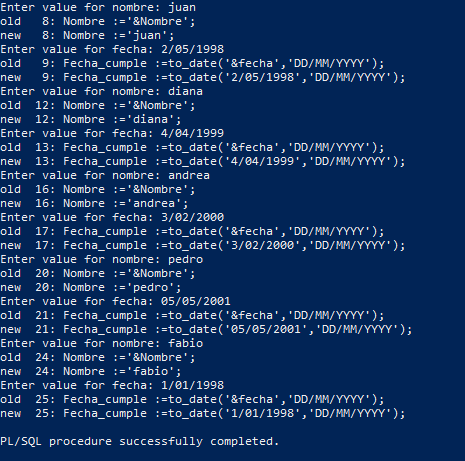 Enter value for nombre: juan
old   8: Nombre :='&Nombre';
new   8: Nombre :='juan';
Enter value for fecha: 2/05/1998
old   9: Fecha_cumple :=to_date('&fecha','DD/MM/YYYY');
new   9: Fecha_cumple :=to_date('2/05/1998','DD/MM/YYYY');
Enter value for nombre: diana
old  12: Nombre :='&Nombre';
new  12: Nombre :='diana';
Enter value for fecha: 4/04/1999
old  13: Fecha_cumple :=to_date('&fecha','DD/MM/YYYY');
new  13: Fecha_cumple :=to_date('4/04/1999','DD/MM/YYYY');
Enter value for nombre: andrea
old  16: Nombre :='&Nombre';
new  16: Nombre :='andrea';
Enter value for fecha: 3/02/2000
old  17: Fecha_cumple :=to_date('&fecha','DD/MM/YYYY');
new  17: Fecha_cumple :=to_date('3/02/2000','DD/MM/YYYY');
Enter value for nombre: pedro
old  20: Nombre :='&Nombre';
new  20: Nombre :='pedro';
Enter value for fecha: 05/05/2001
old  21: Fecha_cumple :=to_date('&fecha','DD/MM/YYYY');
new  21: Fecha_cumple :=to_date('05/05/2001','DD/MM/YYYY');
Enter value for nombre: fabio
old  24: Nombre :='&Nombre';
new  24: Nombre :='fabio';
Enter value for fecha: 1/01/1998
old  25: Fecha_cumple :=to_date('&fecha','DD/MM/YYYY');
new  25: Fecha_cumple :=to_date('1/01/1998','DD/MM/YYYY');
PL/SQL procedure successfully completed.